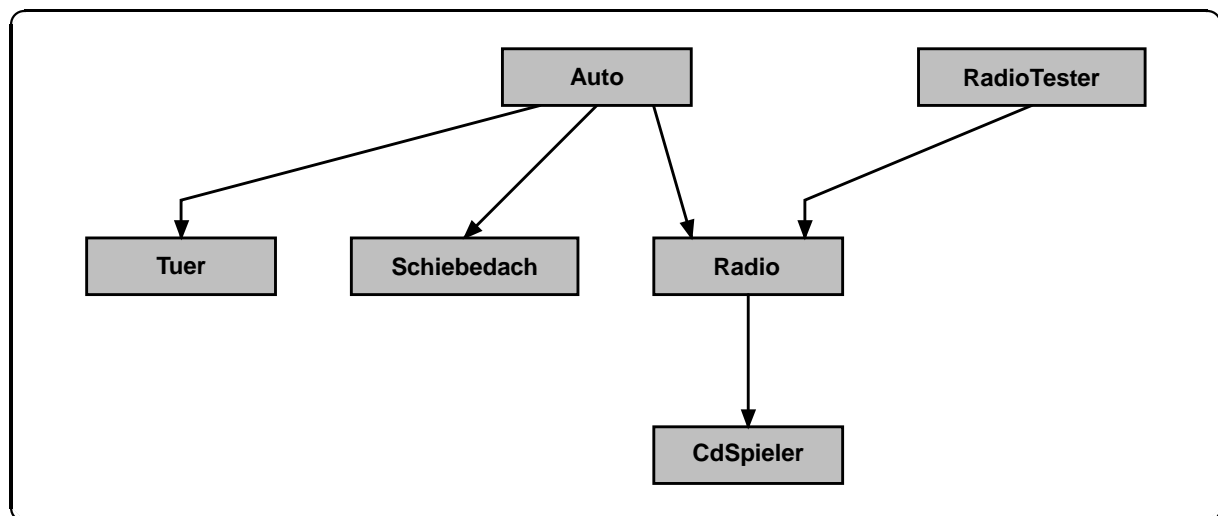 Auto
RadioTester
Tuer
Schiebedach
Radio
CdSpieler